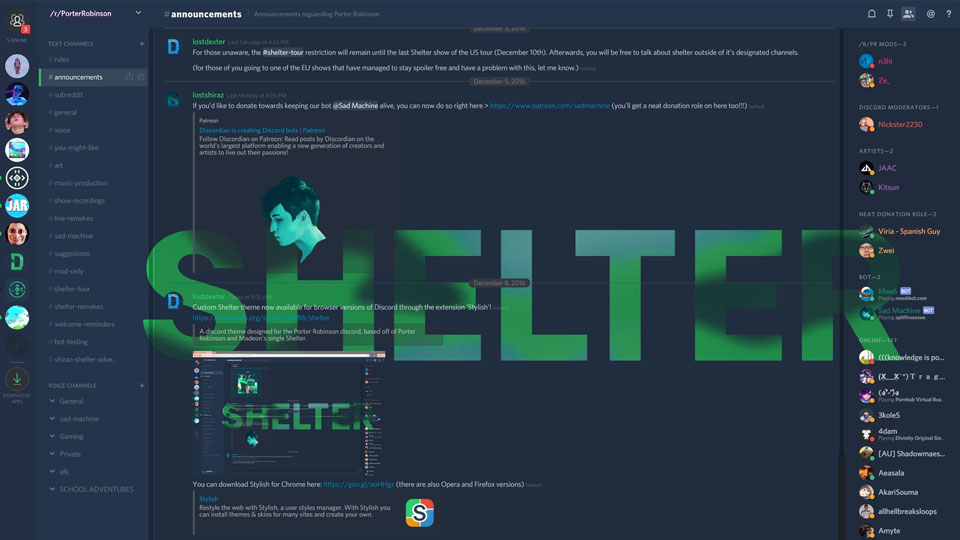 3
5 ONLINE
DOWNLOAD
APPS
/r/PorterRobinson
TEXT CHANNELS
# rules
# announcements
# subreddit
# general
# voice
# you-might-like
# art
# music-production
# show-recordings
# live-remakes
# sad-machine
# suggestions
# mod-only
# shelter-tour
# shelter-remakes
# welcome-reminders
# bot-testing
# shiraz-shelter-adve...
VOICE CHANNELS
General
sad-machine
Gaming
Private
afk
SCHOOL ADVENTURES
# announcements
Announcements reguarding Porter Robinson
lostdexter Last Saturday at 4:56 PM
For those unaware, the #shelter-tour restriction will remain until the last Shelter show of the US tour (December 10th). Afterwards, you will be free to talk about shelter outside of it's designated channels.
(for those of you going to one of the EU shows that have managed to stay spoiler free and have a problem with this, let me know.) (edited)
December 5, 2016
lostshiraz Last Monday at 4:06 PM
If you'd like to donate towards keeping our bot @Sad Machine alive, you can now do so right here > https://www.patreon.com/sadmachine (you'll get a neat donation role on here too!!!) (edited)
Patreon
Discordian is creating Discord bots | Patreon
Follow Discordian on Patreon: Read posts by Discordian on the
world's largest platform enabling a new generation of creators and
artists to live out their passions!
SHELTER
December 8, 2016
lostdexter Today at 11:21 AM
Custom Shelter theme now available for browser versions of Discord through the extension 'Stylish'! (edited)
A discord theme designed for the Porter Robinson discord, based off of Porter
Robinson and Madeon's single Shelter.
SHELTER
You can download Stylish for Chrome here: https://goo.gl/aoHHgz (there are also Opera and Firefox versions) (edited)
Stylish
Restyle the web with Stylish, a user styles manager. With Stylish you
can install themes & skins for many sites and create your own.
S
/R/PR MODS—2
n3hl
Ze_
DISCORD MODERATORS—1
Nickster2230
ARTISTS—2
JAAC
Kitsun
NEAT DONATION ROLE—2
Viria - Spanish Guy
Zwei
BOT—2
Mee6 BOT
Playing mee6bot.com
Sad Machine BOT
Playing spitfireeeeee
ONLINE—147
(((knowledge is po...
Playing Pornhub Virtual Rea...
3kole5
4dam
Playing Divinity Original Sin...
[AU] Shadowmaes...
Aeasala
AkariSouma
allhellbreaksloops
Amyte